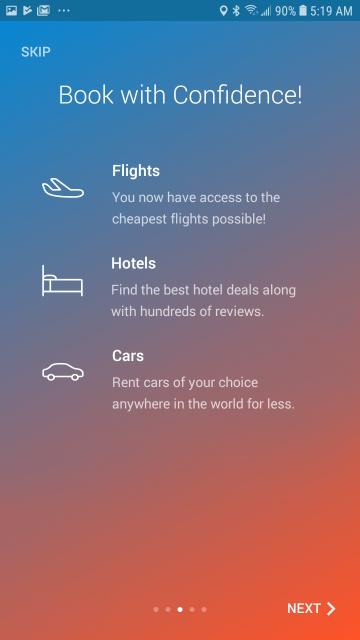 90% 5:19 AM
SKIP
Book with Confidence!
Flights
You now have access to the
cheapest flights possible!
Hotels
Find the best hotel deals along
with hundreds of reviews.
Cars
Rent cars of your choice
anywhere in the world for less.
NEXT